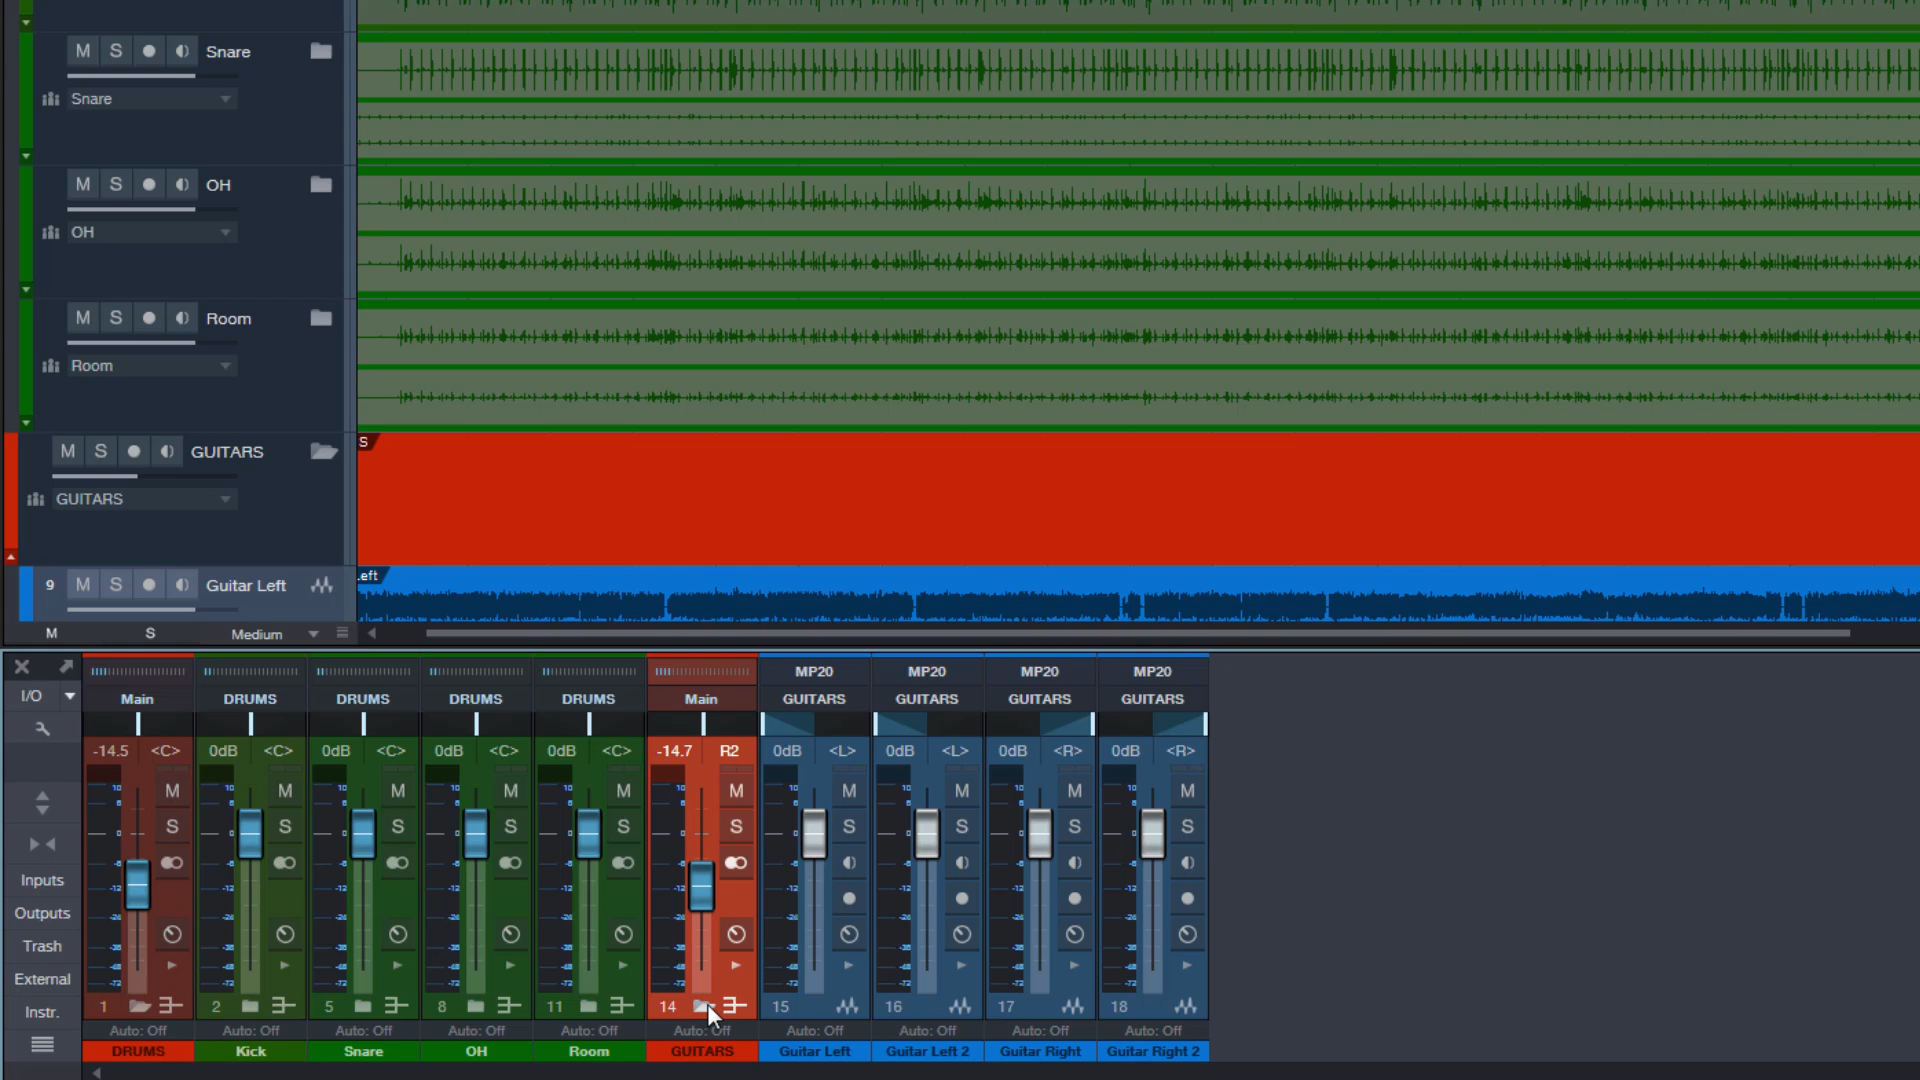 M S Snare
Snare
M S OH
OH
M S Room
Room
M S GUITARS
GUITARS
S
9 M S Guitar Left
Left
M S Medium
I/O
Inputs
Outputs
Trash
External
Instr.
Main DRUMS DRUMS DRUMS DRUMS Main
MP20 MP20 MP20 MP20
GUITARS GUITARS GUITARS GUITARS
-14.5 <C> 0dB <C> 0dB <C> 0dB <C> 0dB <C> -14.7 R2 0dB <L> 0dB <L> 0dB <R> 0dB <R>
M M M M M M M M M M
S S S S S S S S S S
1 2 5 8 11 14 15 16 17 18
Auto: Off Auto: Off Auto: Off Auto: Off Auto: Off Auto: Off Auto: Off Auto: Off Auto: Off Auto: Off
DRUMS Kick Snare OH Room GUITARS Guitar Left Guitar Left 2 Guitar Right Guitar Right 2